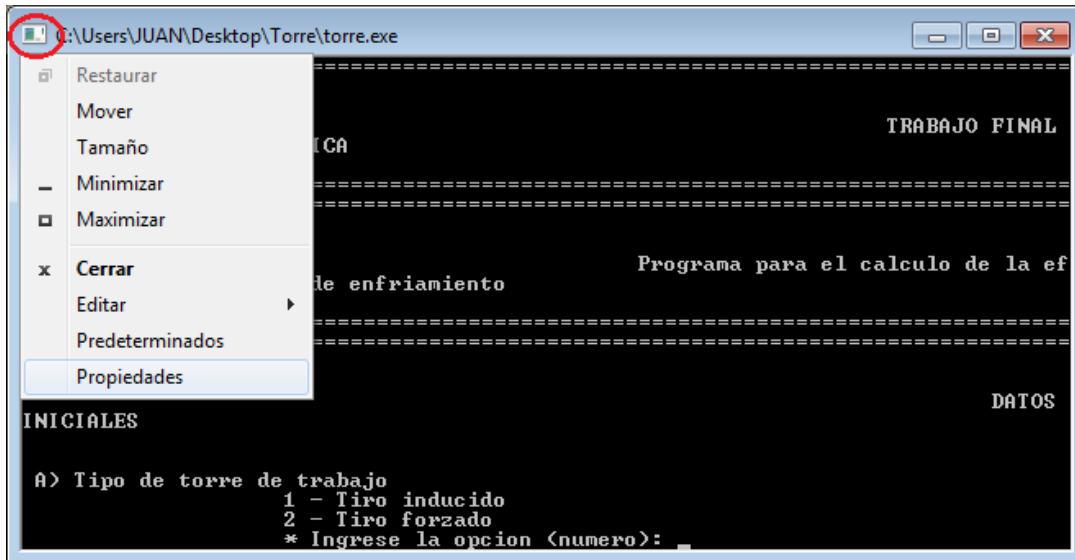 C:\Users\JUAN\Desktop\Torre\torre.exe
Restaurar
Mover
Tamaño
Minimizar
Maximizar
Cerrar
Editar
Predeterminados
Propiedades
==============================================================
TRABAJO FINAL
ICA
==============================================================
==============================================================
Programa para el calculo de la ef
de enfriamiento
==============================================================
==============================================================
DATOS
INICIALES
A) Tipo de torre de trabajo
1 - Tiro inducido
2 - Tiro forzado
* Ingrese la opcion (numero): _